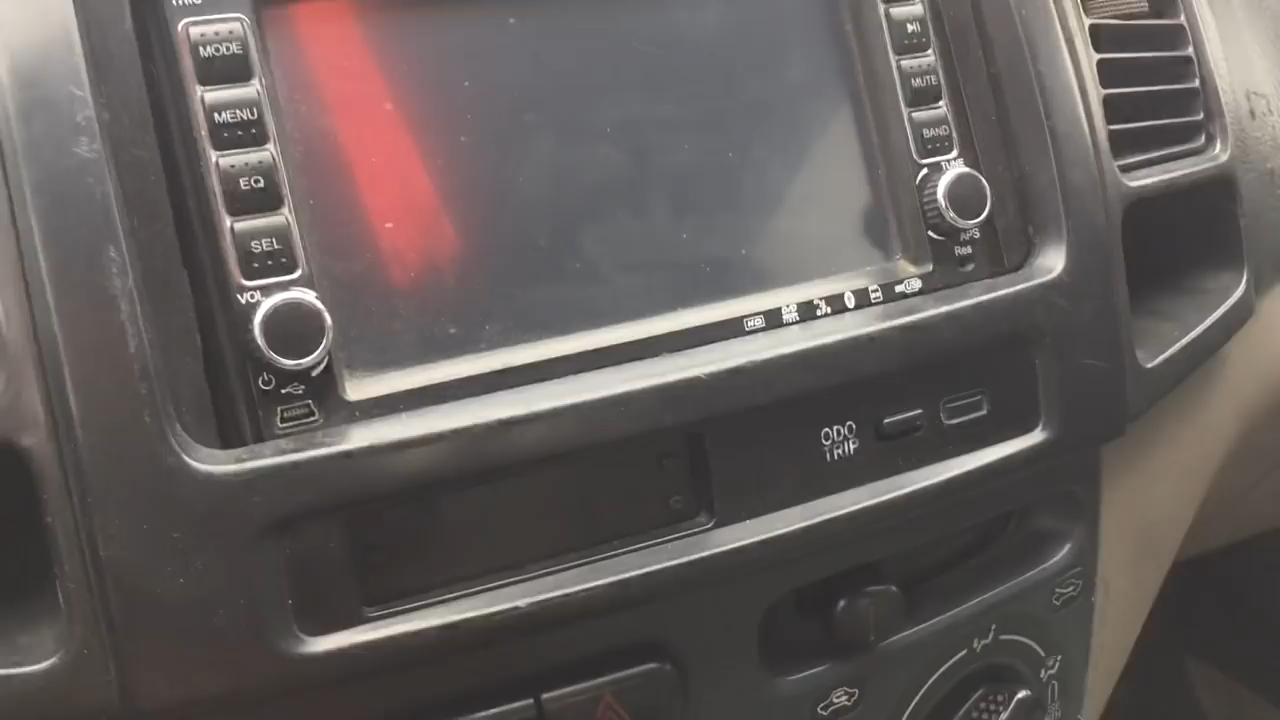 MODE
MENU
EQ
SEL
VOL
MUTE
BAND
TUNE
APS
Res
HD
USB
ODO
TRIP